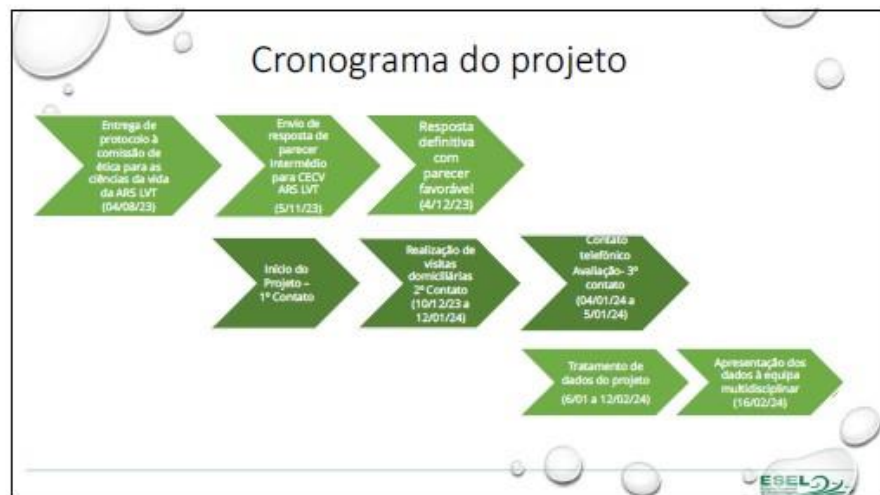 Cronograma do projeto
Entrega de
protocolo à
comissão de
ética para as
ciências da vida
da ARS LVT
(04/08/23)
Envio de
resposta de
parecer
Intermédio
para CECV
ARS LVT
(5/11/23)
Resposta
definitiva
com
parecer
favorável
(4/12/23)
Início do
Projeto –
1º Contato
Realização de
visitas
domiciliárias
2º Contato
(10/12/23 a
12/01/24)
Contato
telefónico
Avaliação- 3º
contato
(04/01/24 a
5/01/24)
Tratamento de
dados do projeto
(6/01 a 12/02/24)
Apresentação dos
dados à equipa
multidisciplinar
(16/02/24)
ESEL